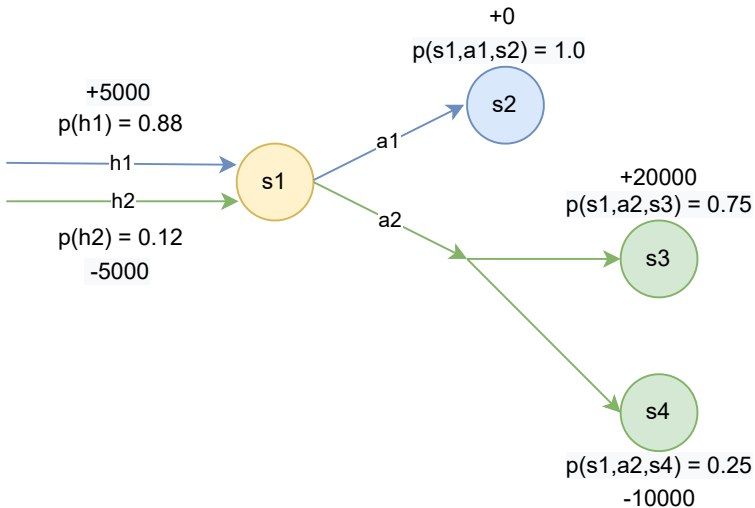 +0
p(s1,a1,s2) = 1.0
s2
+5000
p(h1) = 0.88
a1
h1
s1
h2
p(h2) = 0.12
-5000
a2
+20000
p(s1,a2,s3) = 0.75
s3
s4
p(s1,a2,s4) = 0.25
-10000